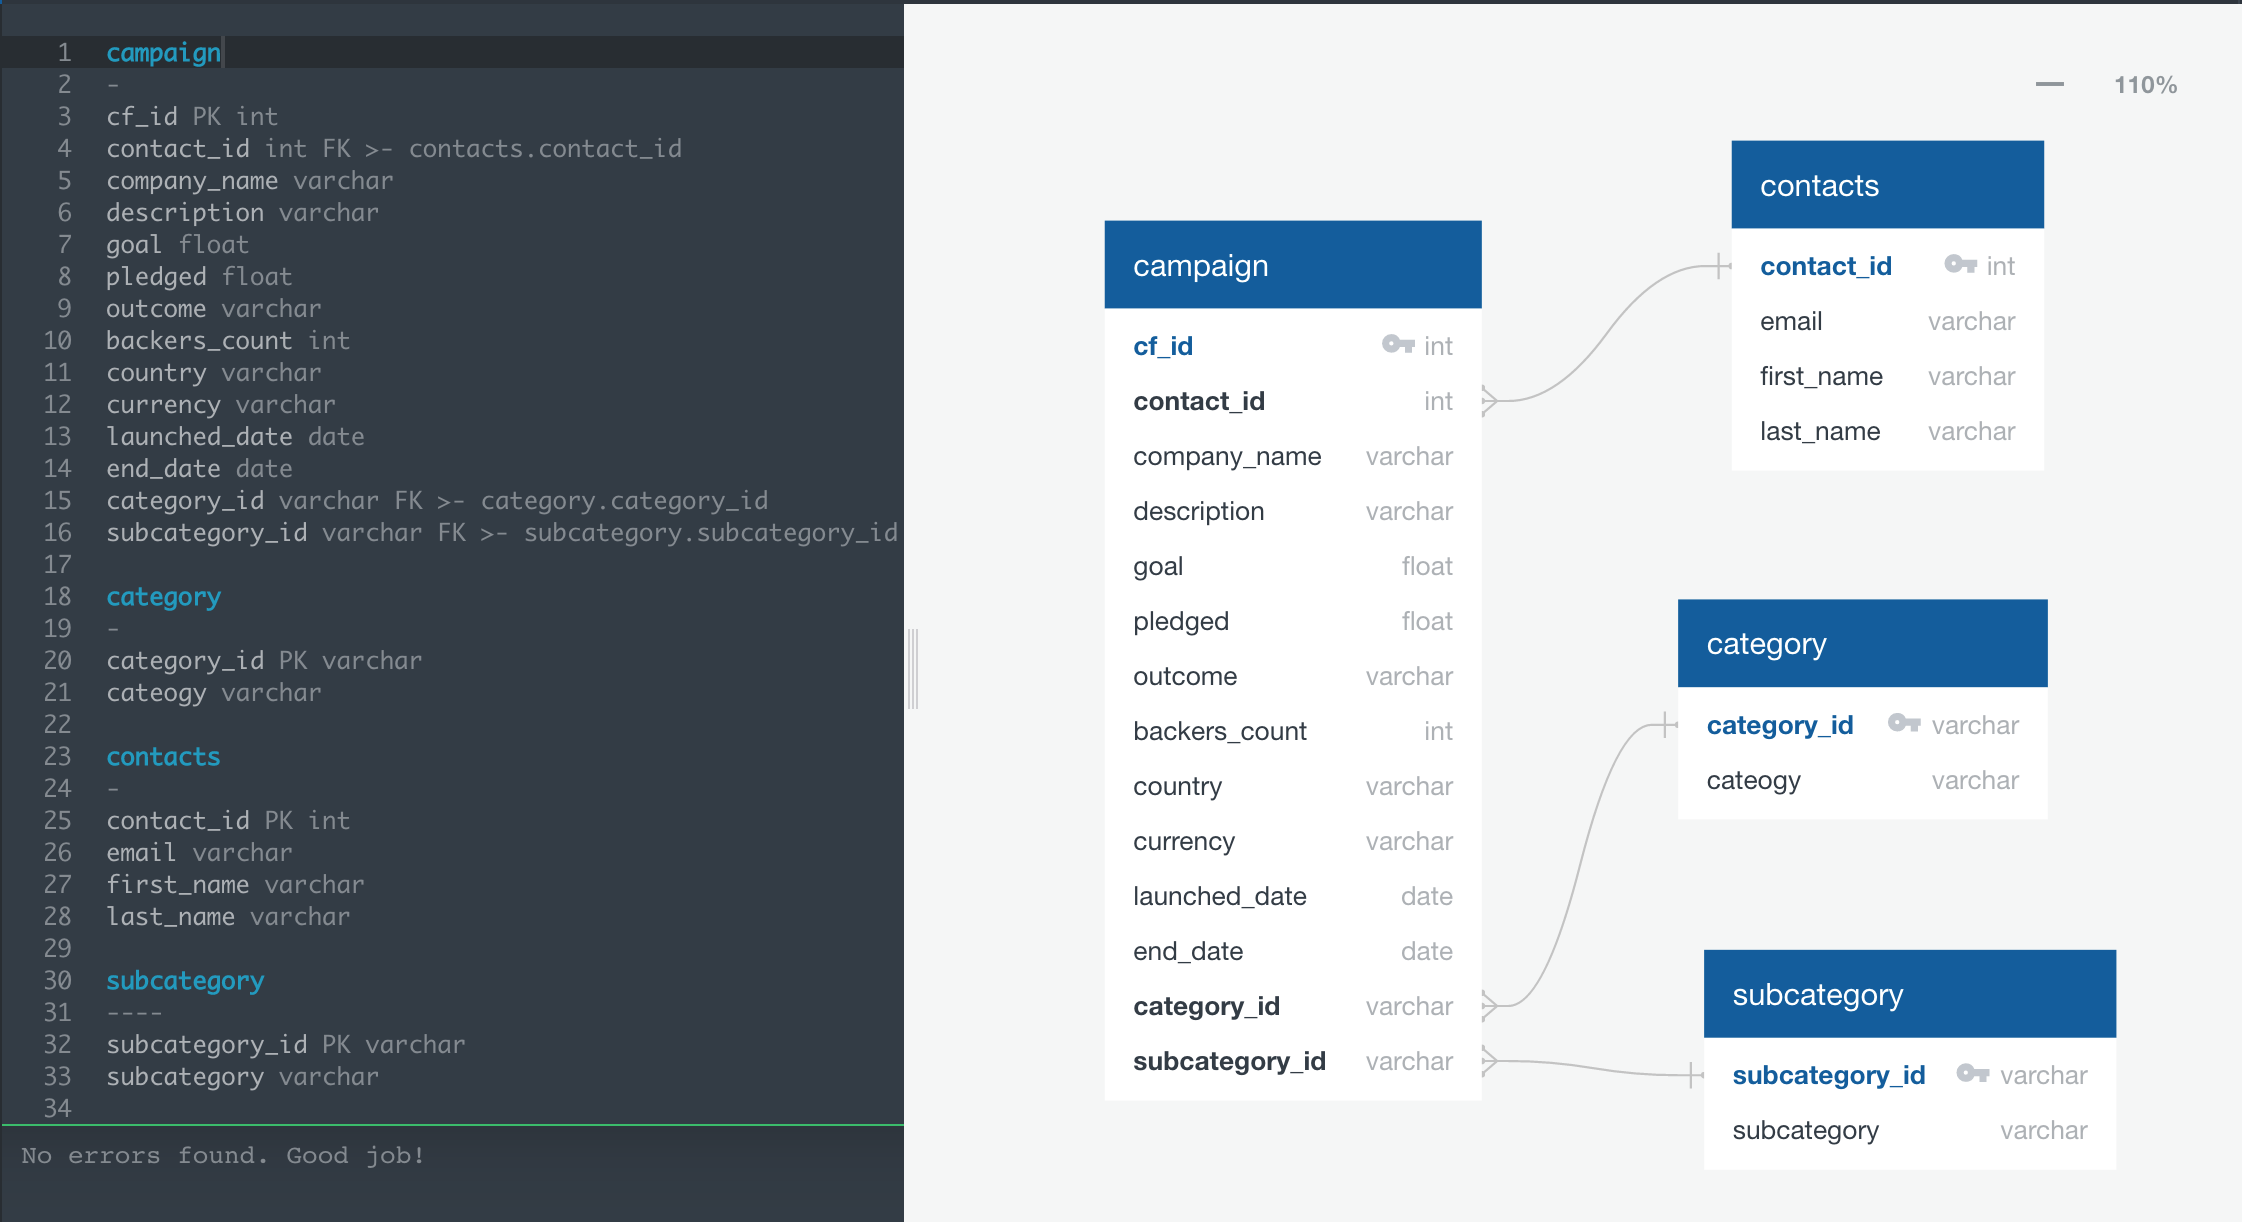 1 campaign
2 -
3 cf_id PK int
4 contact_id int FK >- contacts.contact_id
5 company_name varchar
6 description varchar
7 goal float
8 pledged float
9 outcome varchar
10 backers_count int
11 country varchar
12 currency varchar
13 launched_date date
14 end_date date
15 category_id varchar FK >- category.category_id
16 subcategory_id varchar FK >- subcategory.subcategory_id
17
18 category
19 -
20 category_id PK varchar
21 cateogy varchar
22
23 contacts
24 -
25 contact_id PK int
26 email varchar
27 first_name varchar
28 last_name varchar
29
30 subcategory
31 ----
32 subcategory_id PK varchar
33 subcategory varchar
34
No errors found. Good job!
110%
campaign
cf_id int
contact_id int
company_name varchar
description varchar
goal float
pledged float
outcome varchar
backers_count int
country varchar
currency varchar
launched_date date
end_date date
category_id varchar
subcategory_id varchar
contacts
contact_id int
email varchar
first_name varchar
last_name varchar
category
category_id varchar
cateogy varchar
subcategory
subcategory_id varchar
subcategory varchar